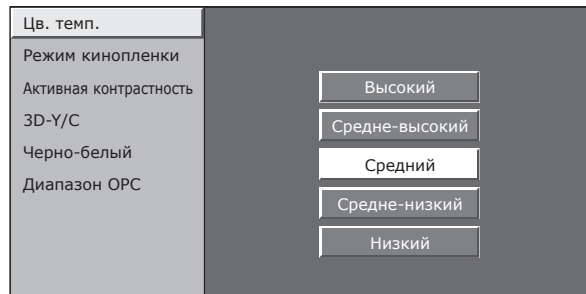 Цв. темп.
Режим кинопленки
Активная контрастность
3D-Y/C
Черно-белый
Диапазон OPC
Высокий
Средне-высокий
Средний
Средне-низкий
Низкий